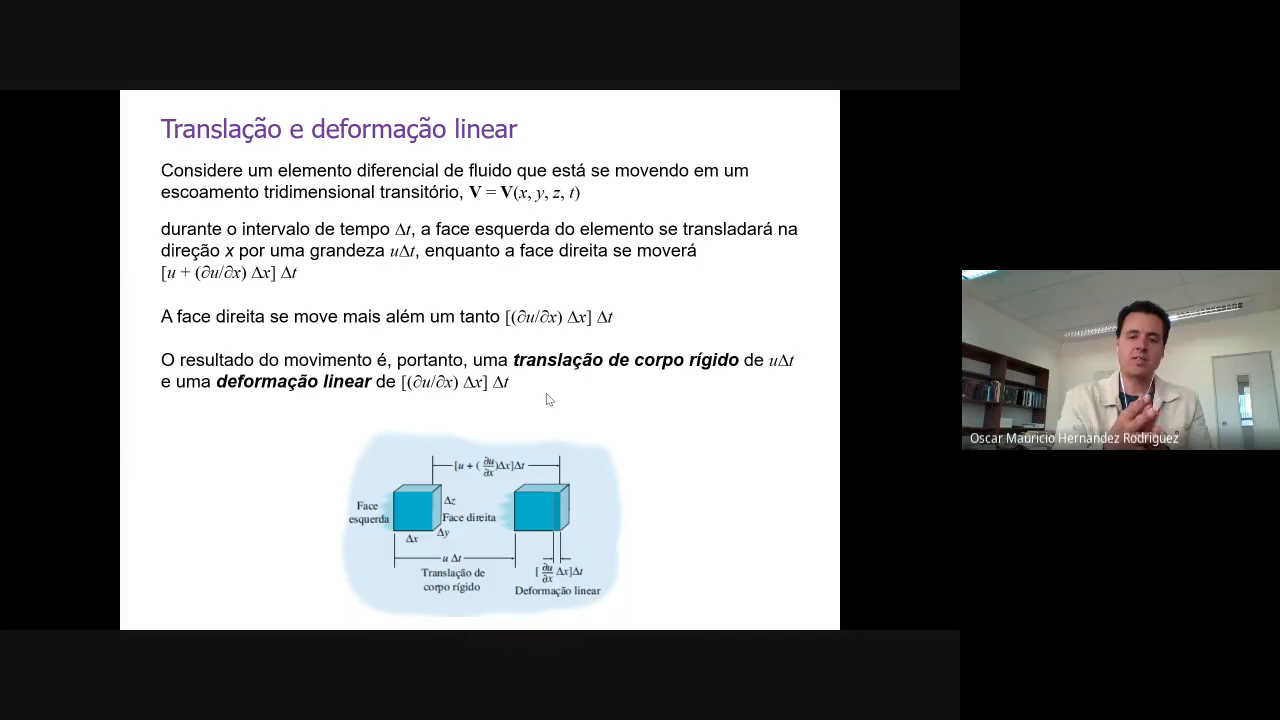 Translação e deformação linear
Considere um elemento diferencial de fluido que está se movendo em um
escoamento tridimensional transitório, V = V(x, y, z, t)
durante o intervalo de tempo Δt, a face esquerda do elemento se transladará na
direção x por uma grandeza uΔt, enquanto a face direita se moverá
[u + (∂u/∂x) Δx] Δt
A face direita se move mais além um tanto [(∂u/∂x) Δx] Δt
O resultado do movimento é, portanto, uma translação de corpo rígido de uΔt
e uma deformação linear de [(∂u/∂x) Δx] Δt
[u + (∂u/∂x)Δx]Δt
Face
esquerda
Δz
Face direita
Δy
Δx
u Δt
Translação de
corpo rígido
[∂u/∂x Δx]Δt
Deformação linear
Oscar Mauricio Hernandez Rodriguez